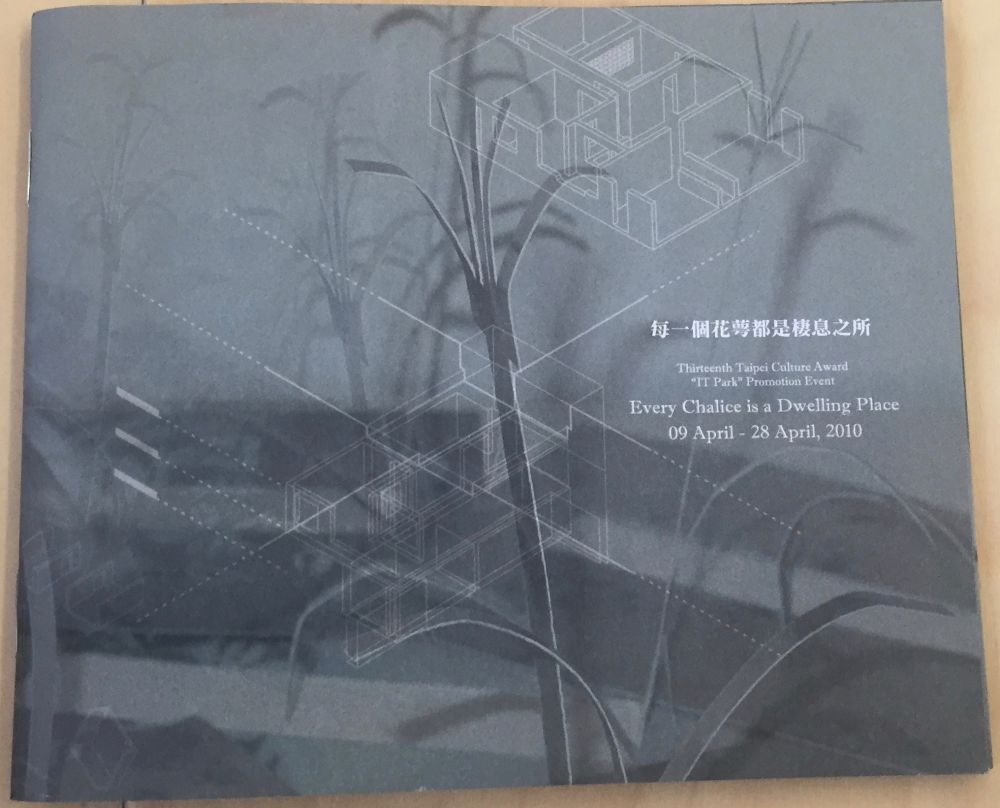 每一個花萼都是棲息之所
Thirteenth Taipei Culture Award
“IT Park” Promotion Event
Every Chalice is a Dwelling Place
09 April - 28 April, 2010